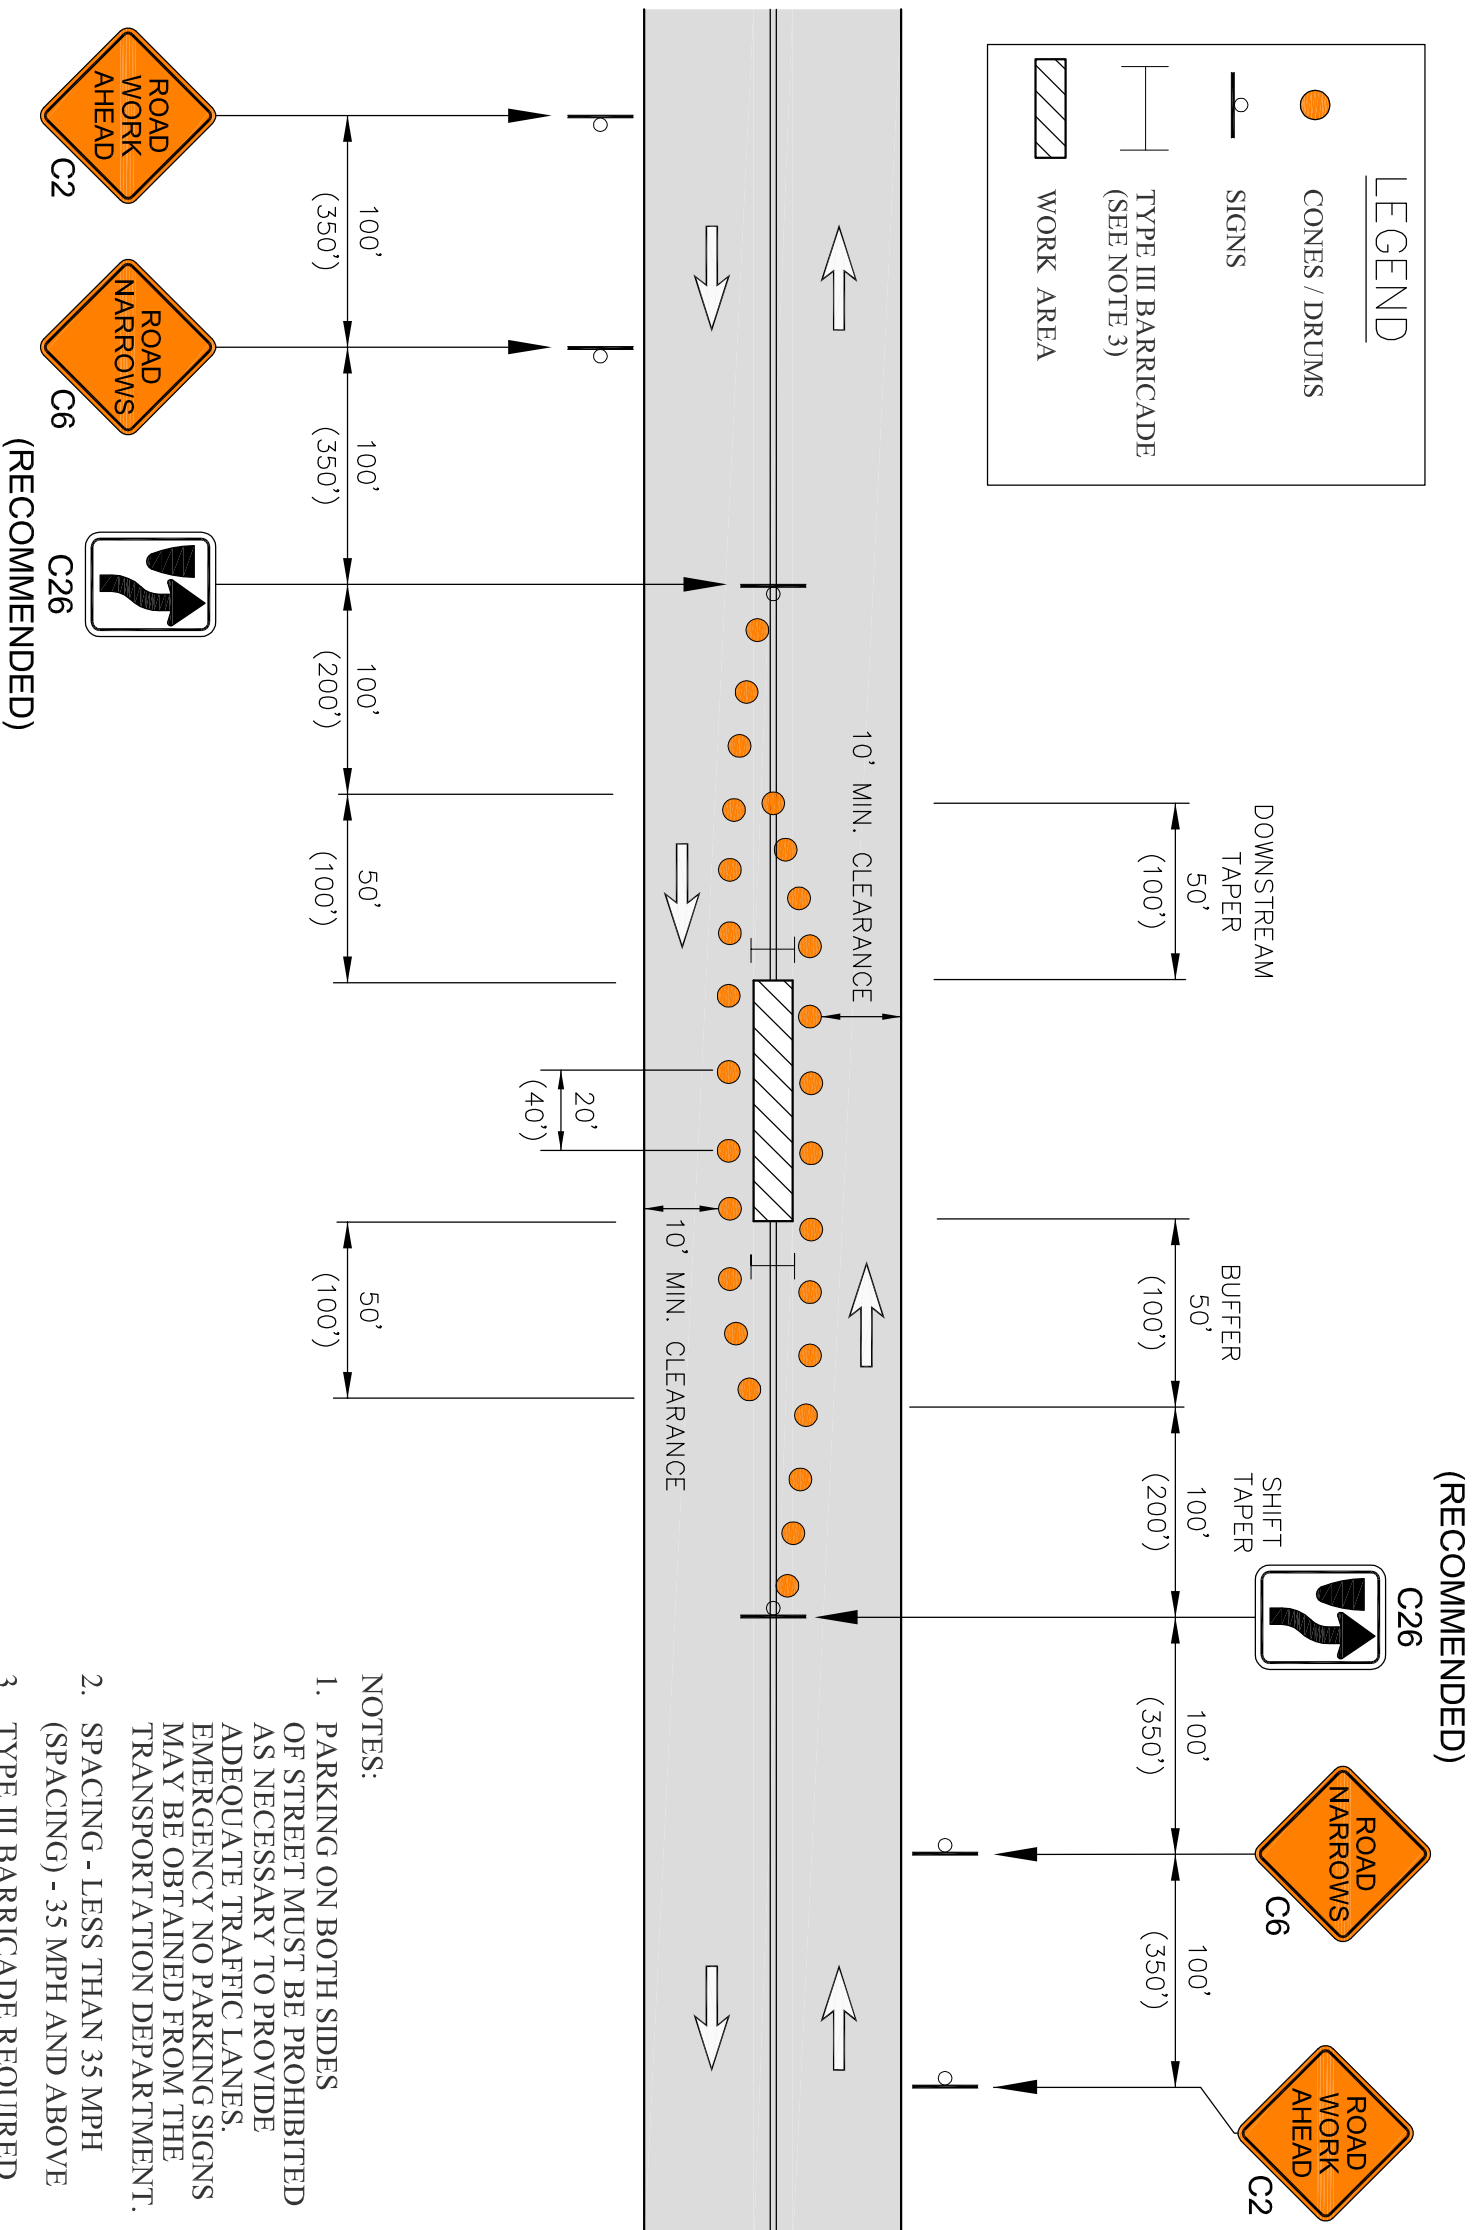 LEGEND
CONES / DRUMS
SIGNS
TYPE III BARRICADE
(SEE NOTE 3)
WORK AREA
(RECOMMENDED)
C26
ROAD
NARROWS
C6
ROAD
WORK
AHEAD
C2
DOWNSTREAM
TAPER
50'
(100')
BUFFER
50'
(100')
SHIFT
TAPER
100'
(200')
100'
(350')
100'
(350')
10' MIN. CLEARANCE
10' MIN. CLEARANCE
20'
(40')
100'
(350')
100'
(350')
100'
(200')
50'
(100')
50'
(100')
ROAD
WORK
AHEAD
C2
ROAD
NARROWS
C6
C26
(RECOMMENDED)
NOTES:
1. PARKING ON BOTH SIDES
OF STREET MUST BE PROHIBITED
AS NECESSARY TO PROVIDE
ADEQUATE TRAFFIC LANES.
EMERGENCY NO PARKING SIGNS
MAY BE OBTAINED FROM THE
TRANSPORTATION DEPARTMENT.
2. SPACING - LESS THAN 35 MPH
(SPACING) - 35 MPH AND ABOVE
3 TYPE III BARRICADE REQUIRED